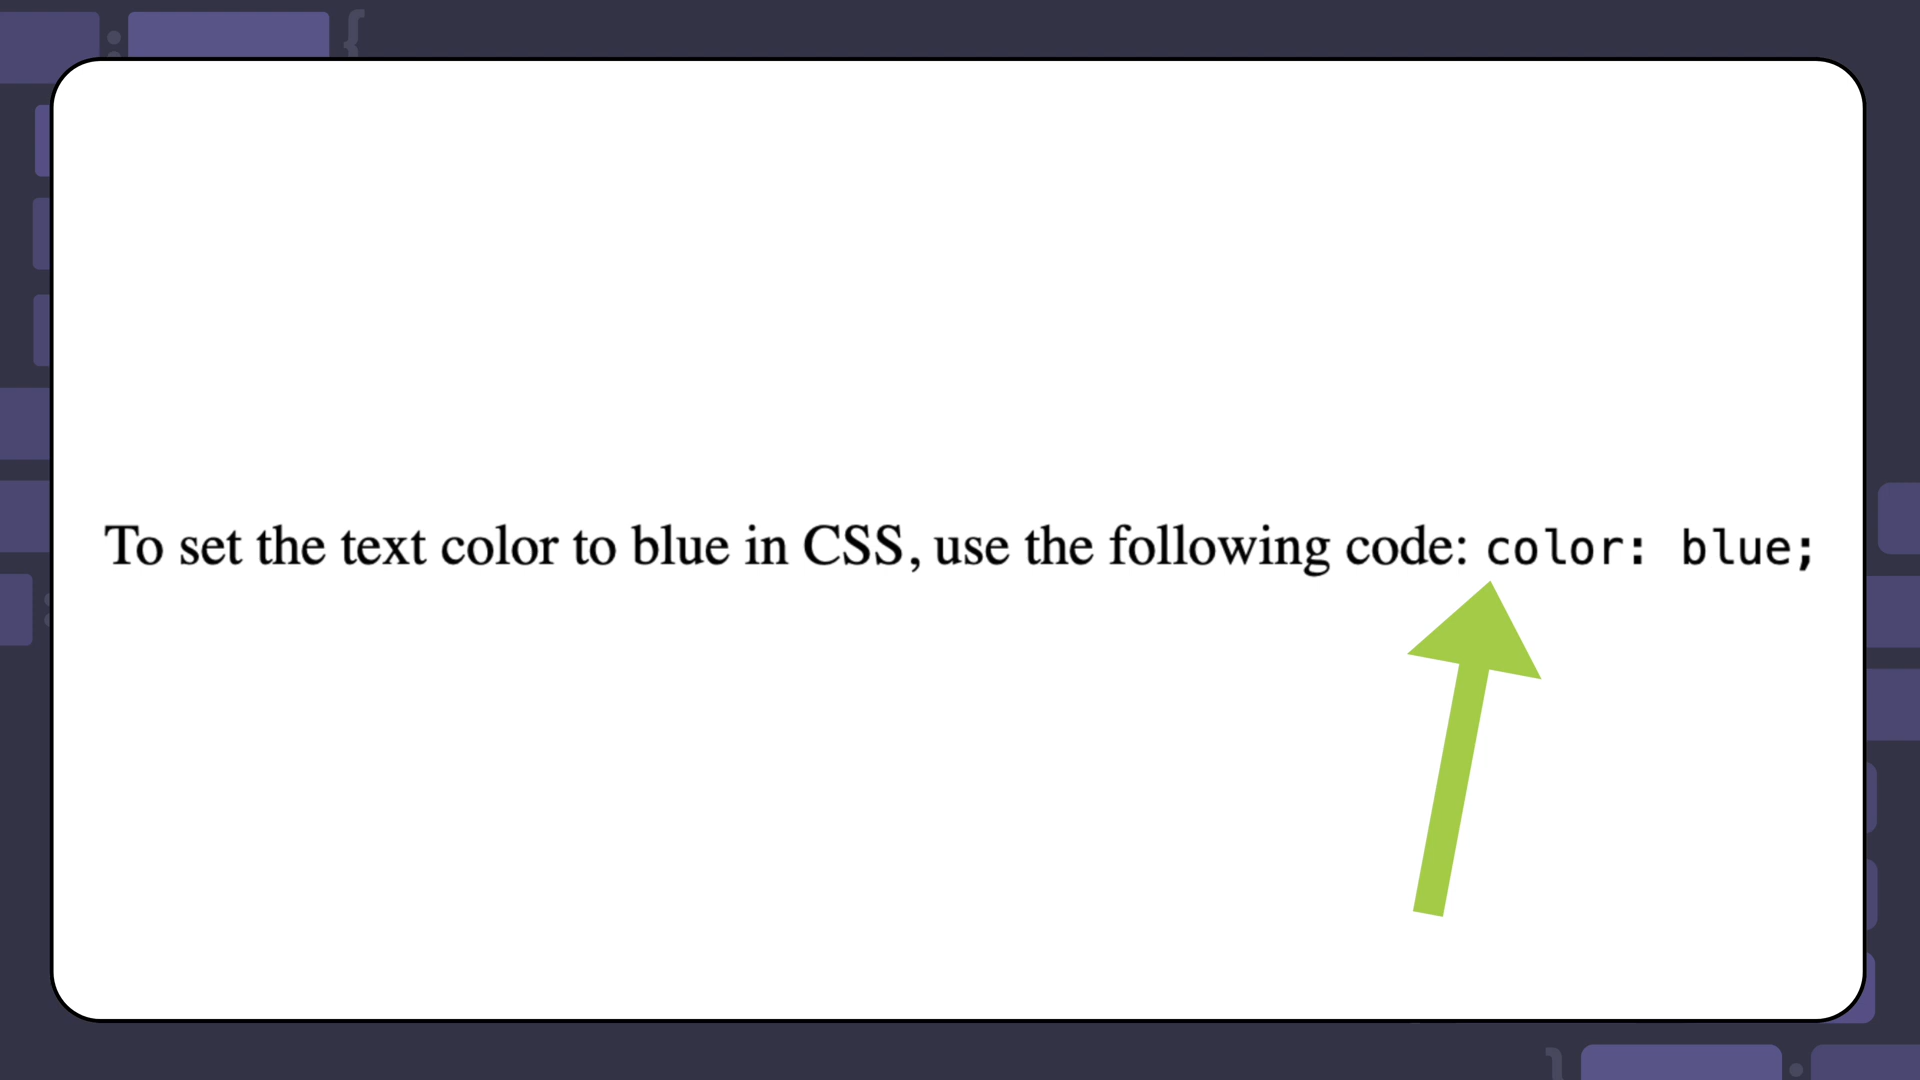 {
To set the text color to blue in CSS, use the following code: color: blue;
}